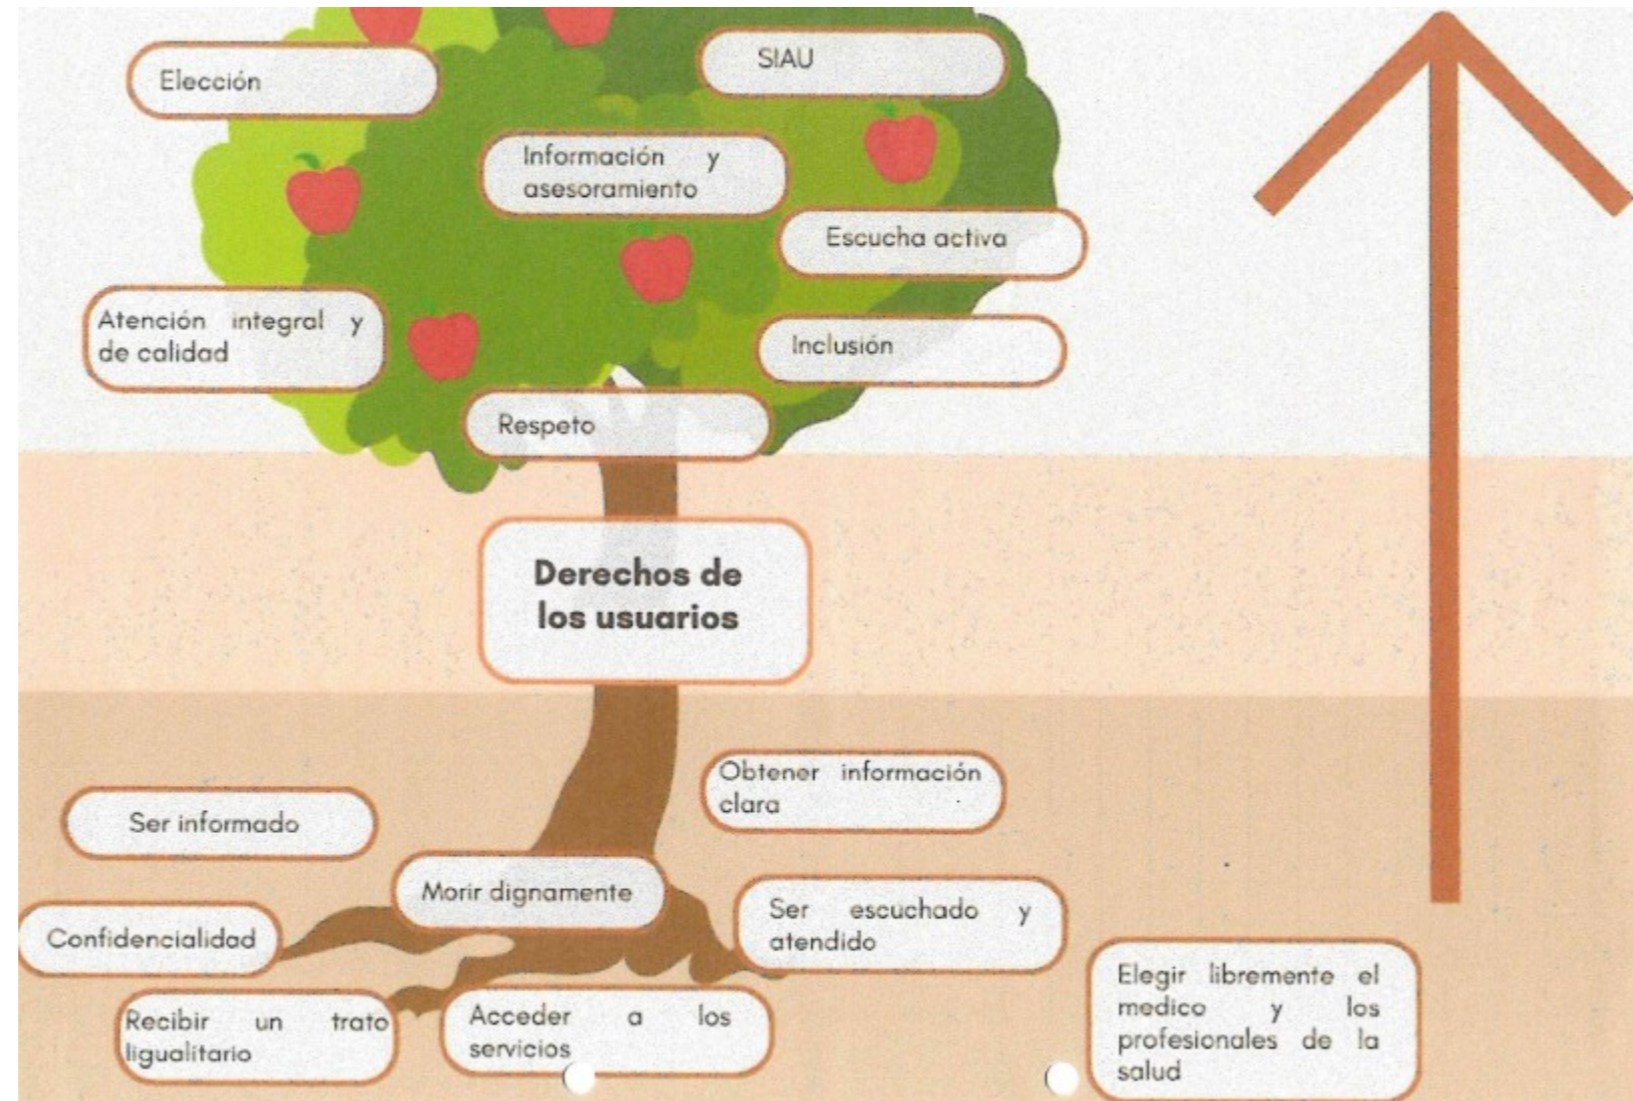 Elección
SIAU
Información y
asesoramiento
Escucha activa
Atención integral y
de calidad
Inclusión
Respeto
Derechos de
los usuarios
Obtener información
clara
Ser informado
Morir dignamente
Ser escuchado y
atendido
Confidencialidad
Elegir libremente el
medico y los
profesionales de la
salud
Recibir un trato
ligualitario
Acceder a los
servicios